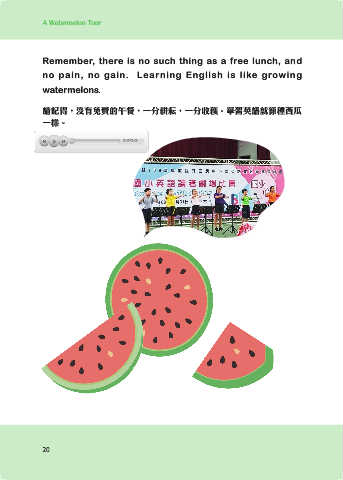 A Watermelon Tour
Remember, there is no such thing as a free lunch, and
no pain, no gain. Learning English is like growing
watermelons.
請記得，沒有免費的午餐，一分耕耘，一分收穫。學習英語就像種西瓜
一樣。
20